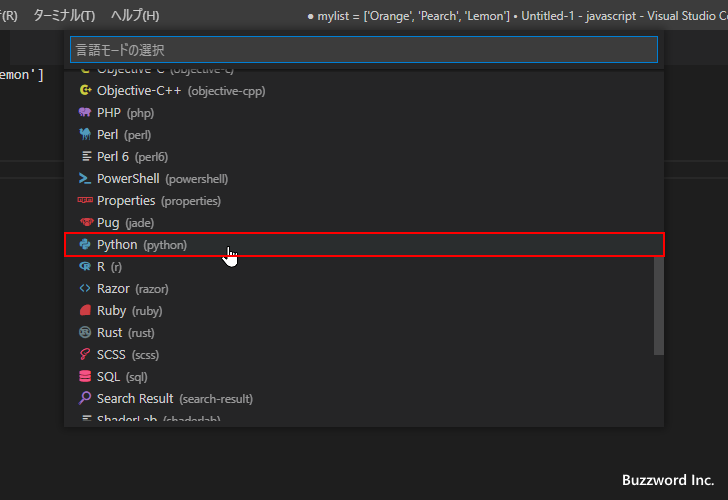 (R) ターミナル(T) ヘルプ(H) ● mylist = ['Orange', 'Pearch', 'Lemon'] • Untitled-1 - javascript - Visual Studio Co
言語モードの選択
emon']
Objective-C (objective-c)
Objective-C++ (objective-cpp)
PHP (php)
Perl (perl)
Perl 6 (perl6)
PowerShell (powershell)
Properties (properties)
Pug (jade)
Python (python)
R (r)
Razor (razor)
Ruby (ruby)
Rust (rust)
SCSS (scss)
SQL (sql)
Search Result (search-result)
ShaderLab (shaderlab)
Buzzword Inc.